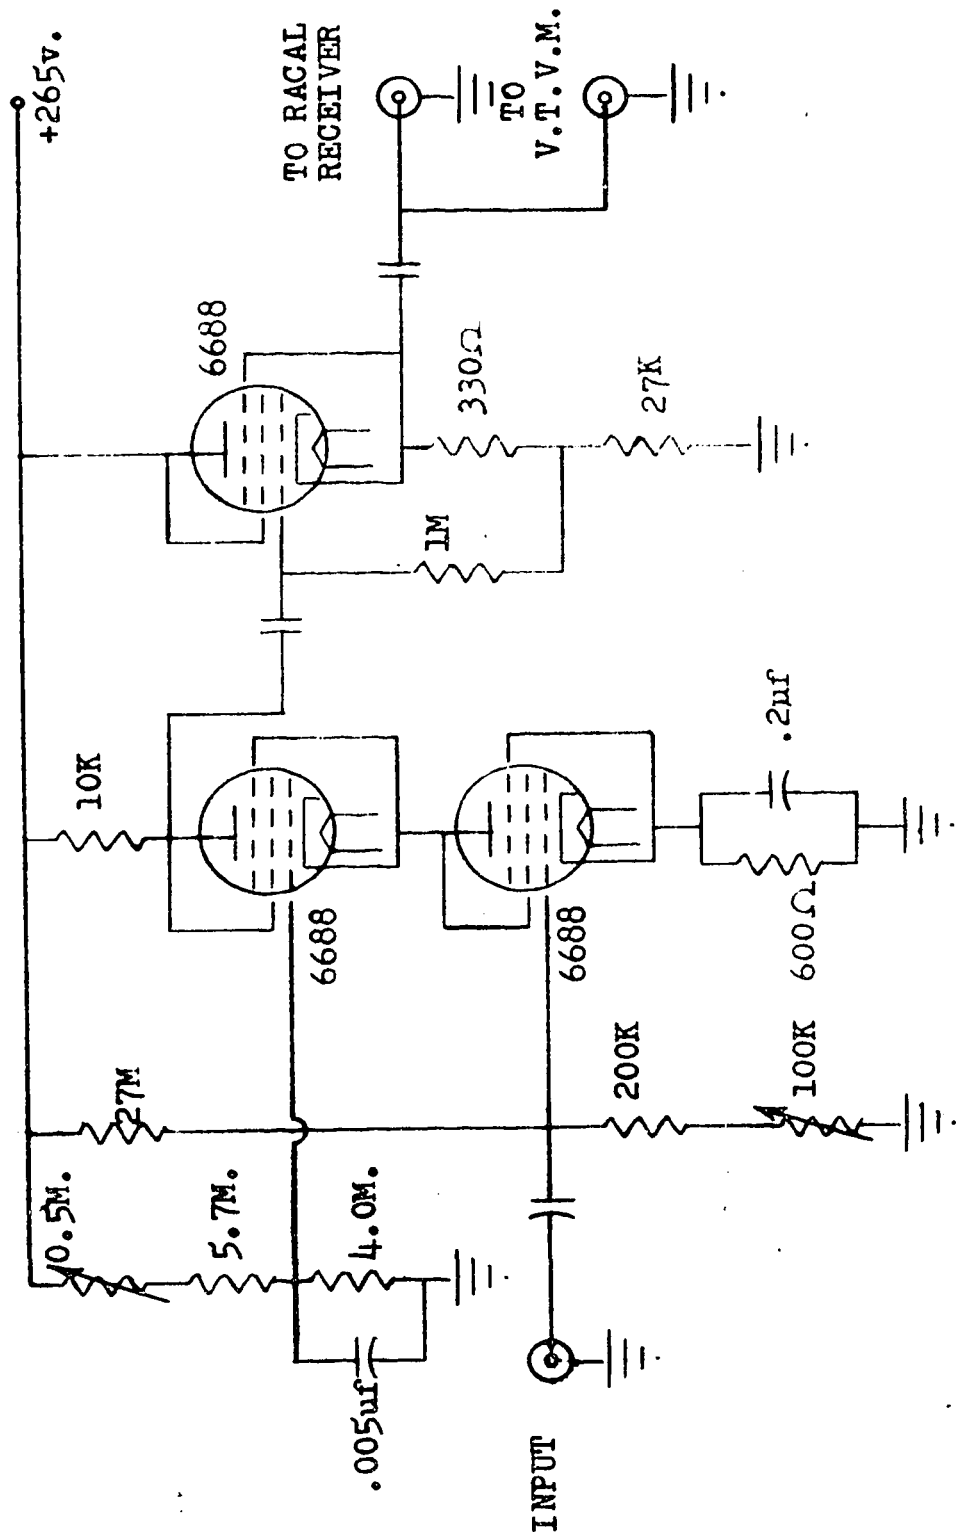 +265v.
TO RACAL
RECEIVER
TO
V.T.V.M.
6688
330Ω
27K
1M
10K
6688
6688
.2µf
600Ω
27M
200K
100K
0.5M.
5.7M.
4.0M.
.005uf
INPUT